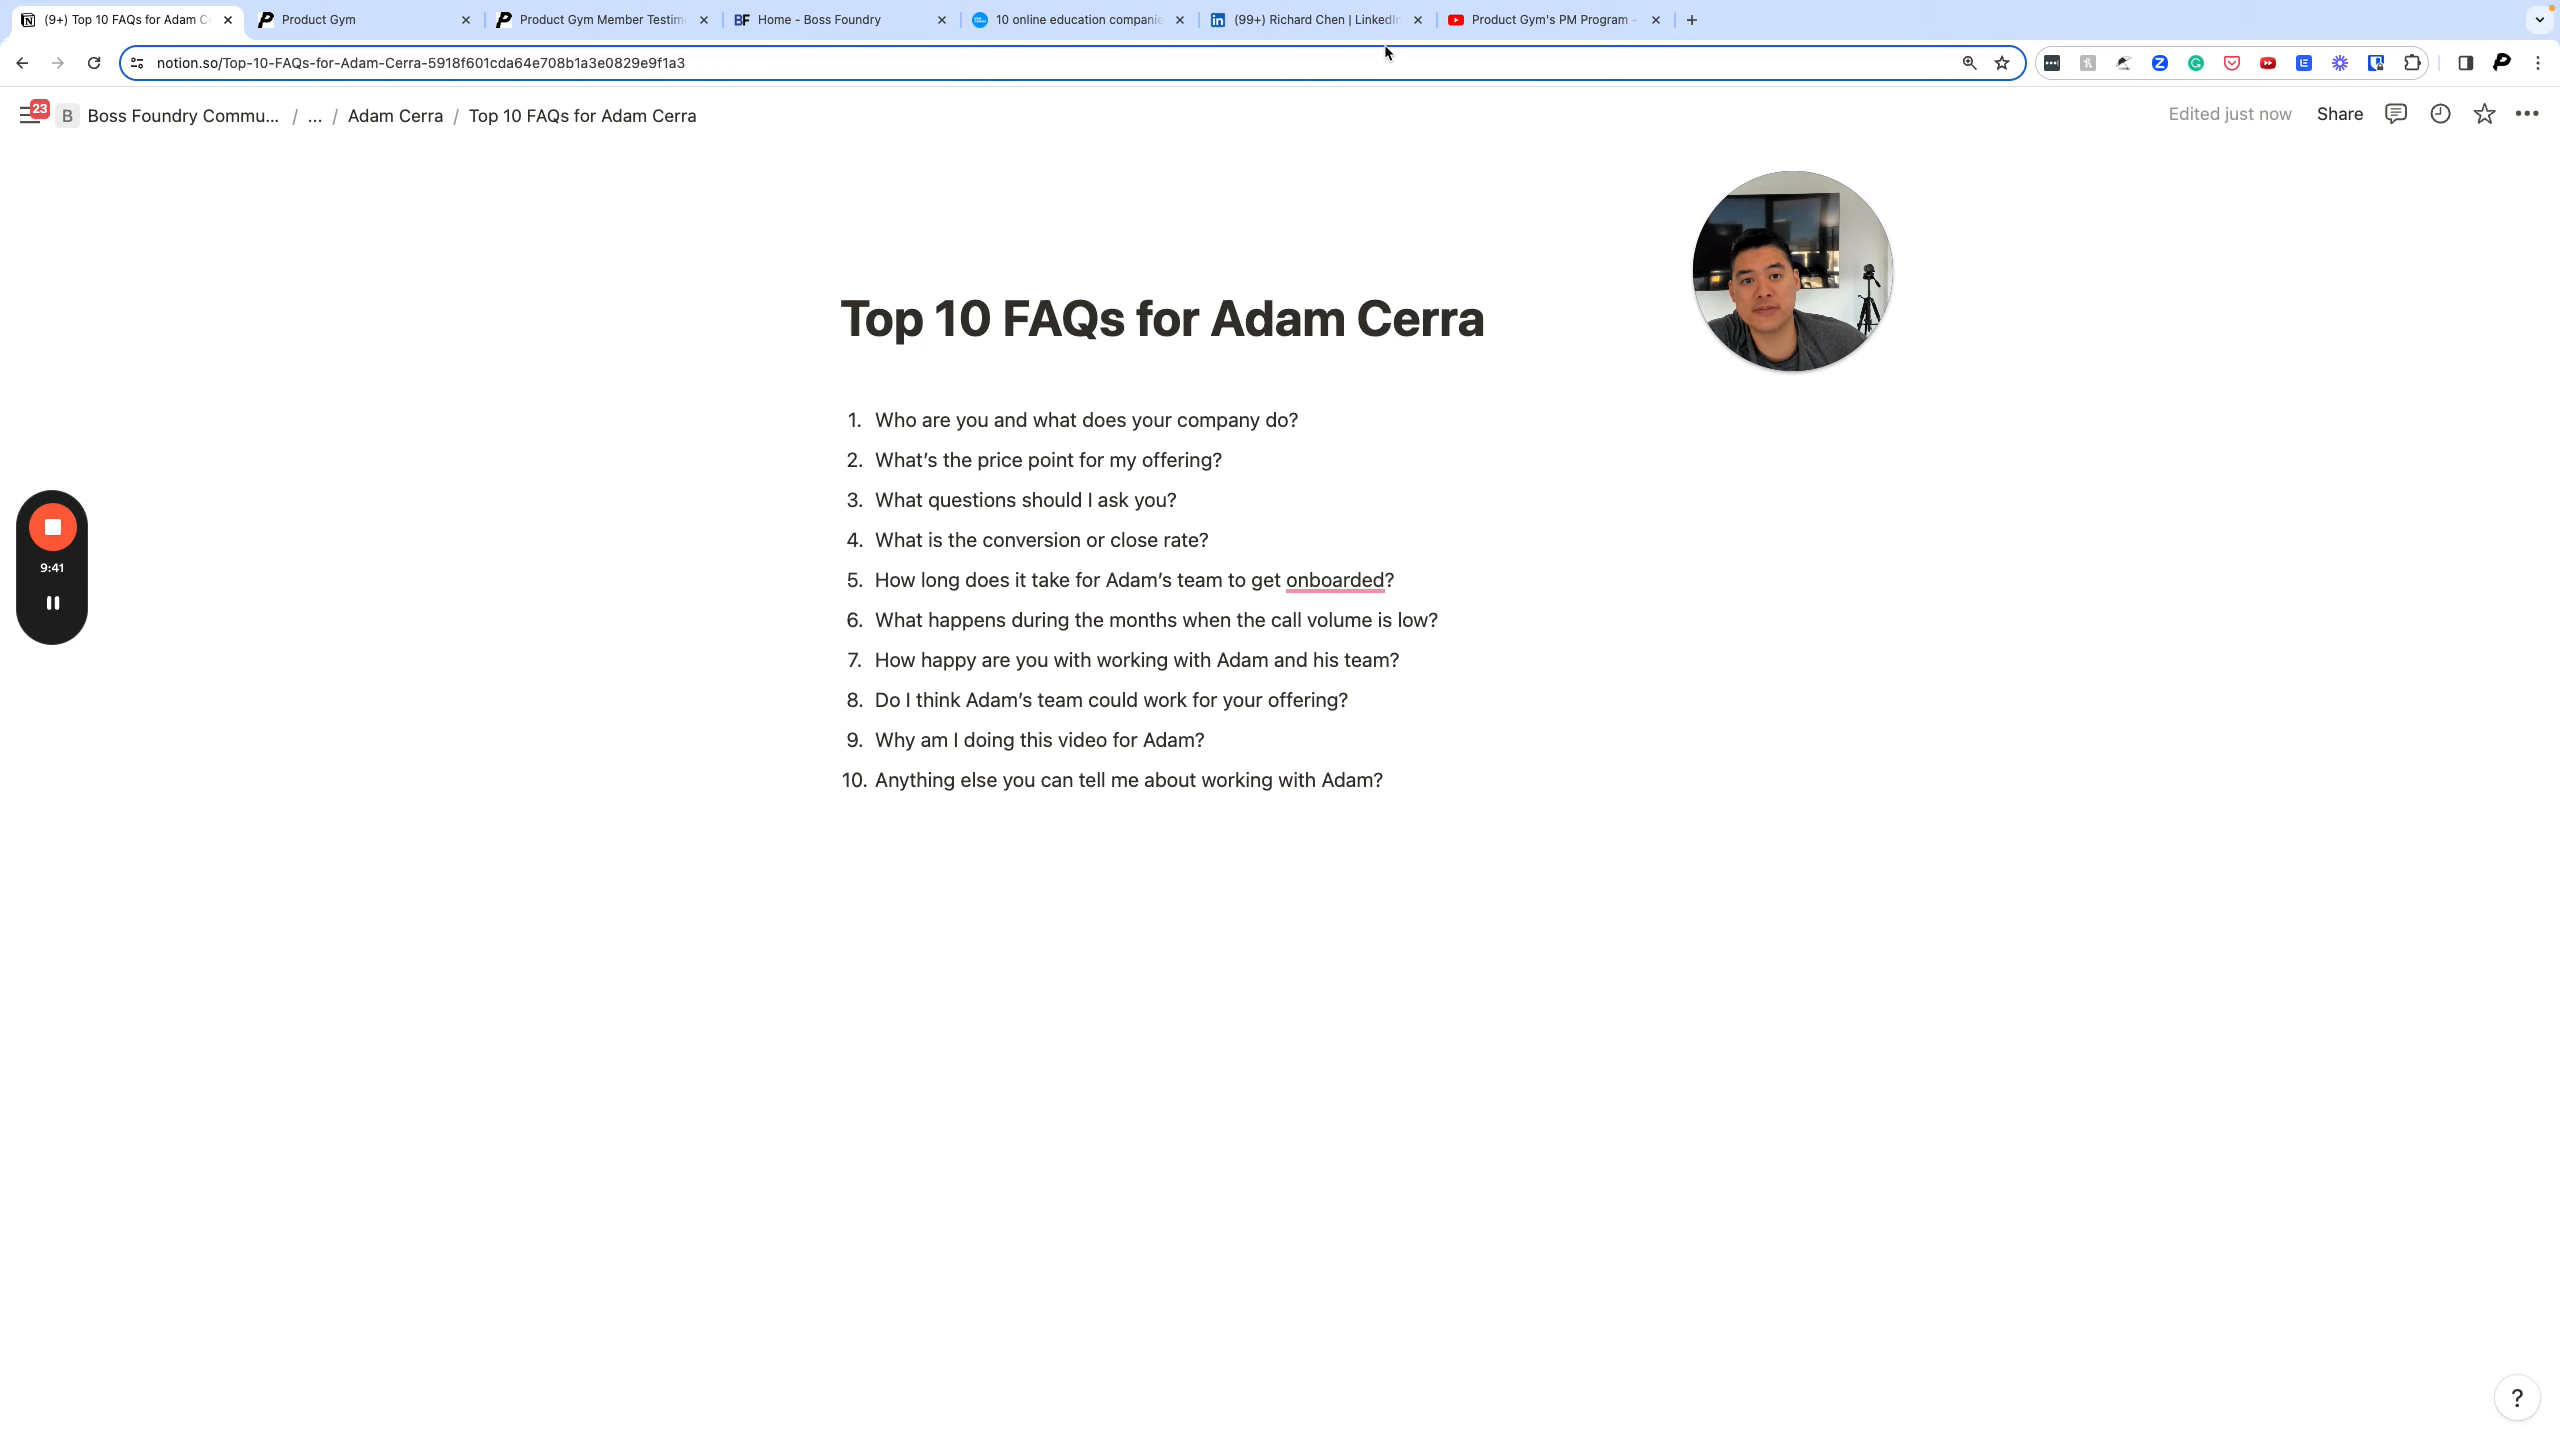 (9+) Top 10 FAQs for Adam C
Product Gym
Product Gym Member Testim
BF Home - Boss Foundry
10 online education companie
in (99+) Richard Chen | LinkedIn
Product Gym's PM Program -
notion.so/Top-10-FAQs-for-Adam-Cerra-5918f601cda64e708b1a3e0829e9f1a3
23
B Boss Foundry Commu... / ... / Adam Cerra / Top 10 FAQs for Adam Cerra
Edited just now Share
Top 10 FAQs for Adam Cerra
1. Who are you and what does your company do?
2. What's the price point for my offering?
3. What questions should I ask you?
4. What is the conversion or close rate?
5. How long does it take for Adam's team to get onboarded?
6. What happens during the months when the call volume is low?
7. How happy are you with working with Adam and his team?
8. Do I think Adam's team could work for your offering?
9. Why am I doing this video for Adam?
10. Anything else you can tell me about working with Adam?
9:41
?